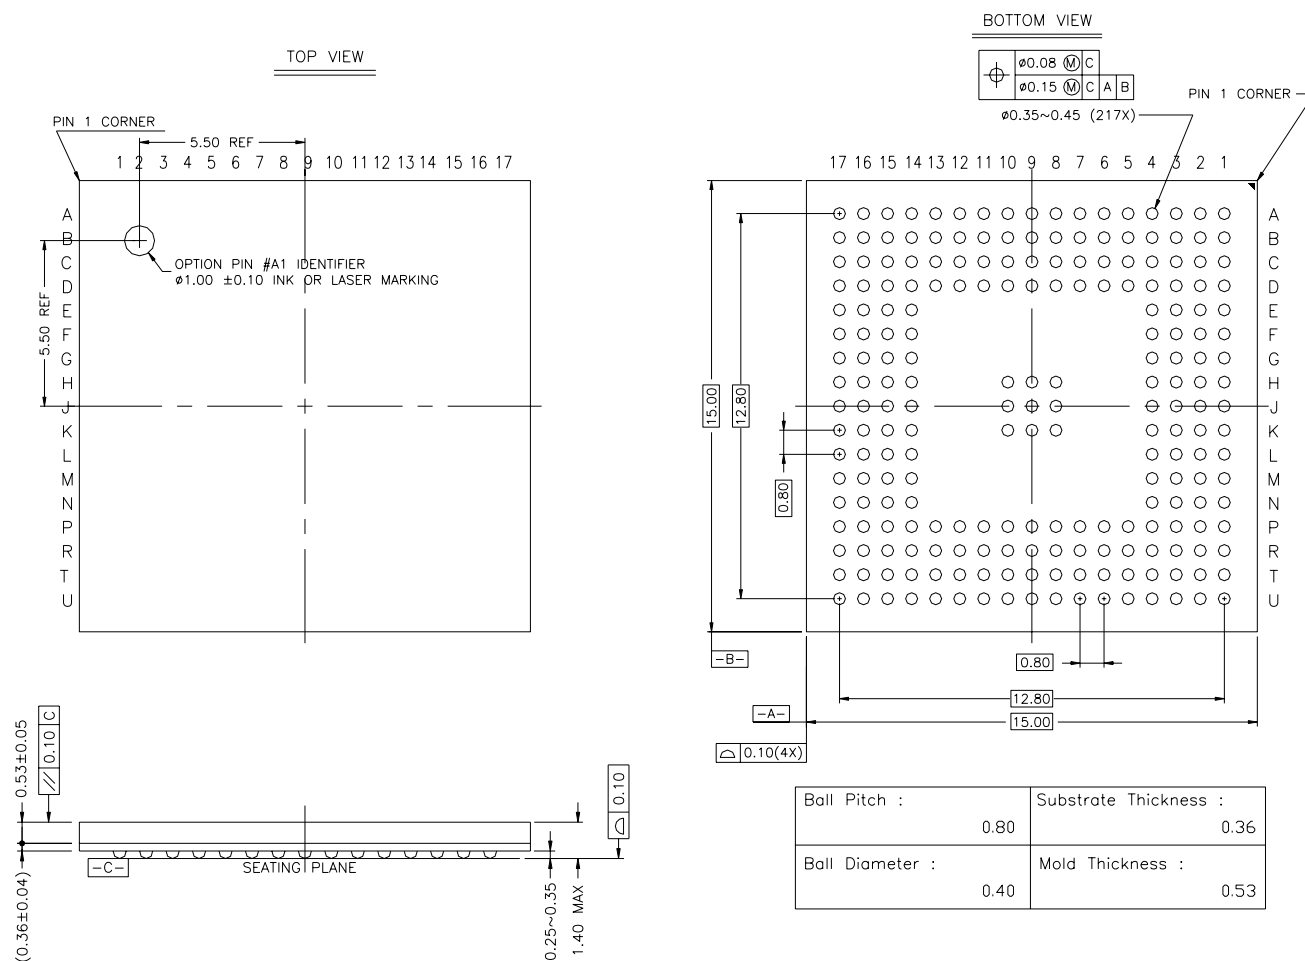 TOP VIEW
PIN 1 CORNER
5.50 REF
1 2 3 4 5 6 7 8 9 10 11 12 13 14 15 16 17
A
B
C
D
E
F
G
H
J
K
L
M
N
P
R
T
U
5.50 REF
OPTION PIN #A1 IDENTIFIER
ø1.00 ±0.10 INK OR LASER MARKING
BOTTOM VIEW
ø0.08 Ⓜ C
ø0.15 Ⓜ C A B
ø0.35~0.45 (217X)
PIN 1 CORNER
17 16 15 14 13 12 11 10 9 8 7 6 5 4 3 2 1
A
B
C
D
E
F
G
H
J
K
L
M
N
P
R
T
U
15.00
12.80
0.80
-B-
0.80
12.80
-A-
15.00
0.10(4X)
0.53±0.05
// 0.10 C
(0.36±0.04)
-C-
SEATING PLANE
0.25~0.35
1.40 MAX
0.10
Ball Pitch :
0.80
Substrate Thickness :
0.36
Ball Diameter :
0.40
Mold Thickness :
0.53